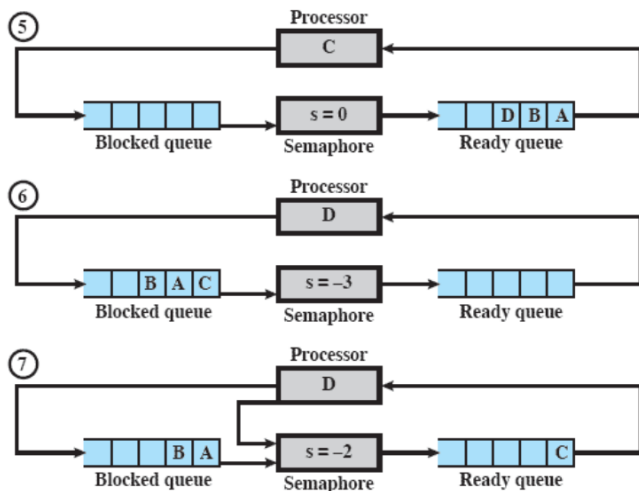 5
Processor
C
D B A
s = 0
Blocked queue
Semaphore
Ready queue
6
Processor
D
B A C
s = –3
Blocked queue
Semaphore
Ready queue
7
Processor
D
B A
s = –2
C
Blocked queue
Semaphore
Ready queue